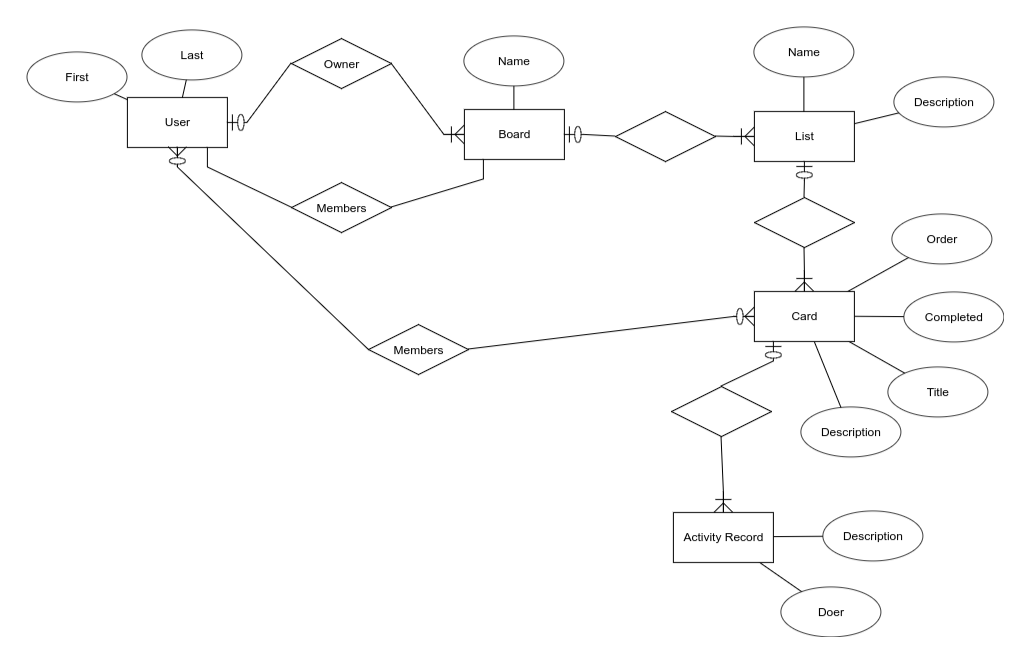 First
Last
Owner
Name
Name
Description
User
Board
List
Members
Order
Completed
Card
Members
Title
Description
Activity Record
Description
Doer